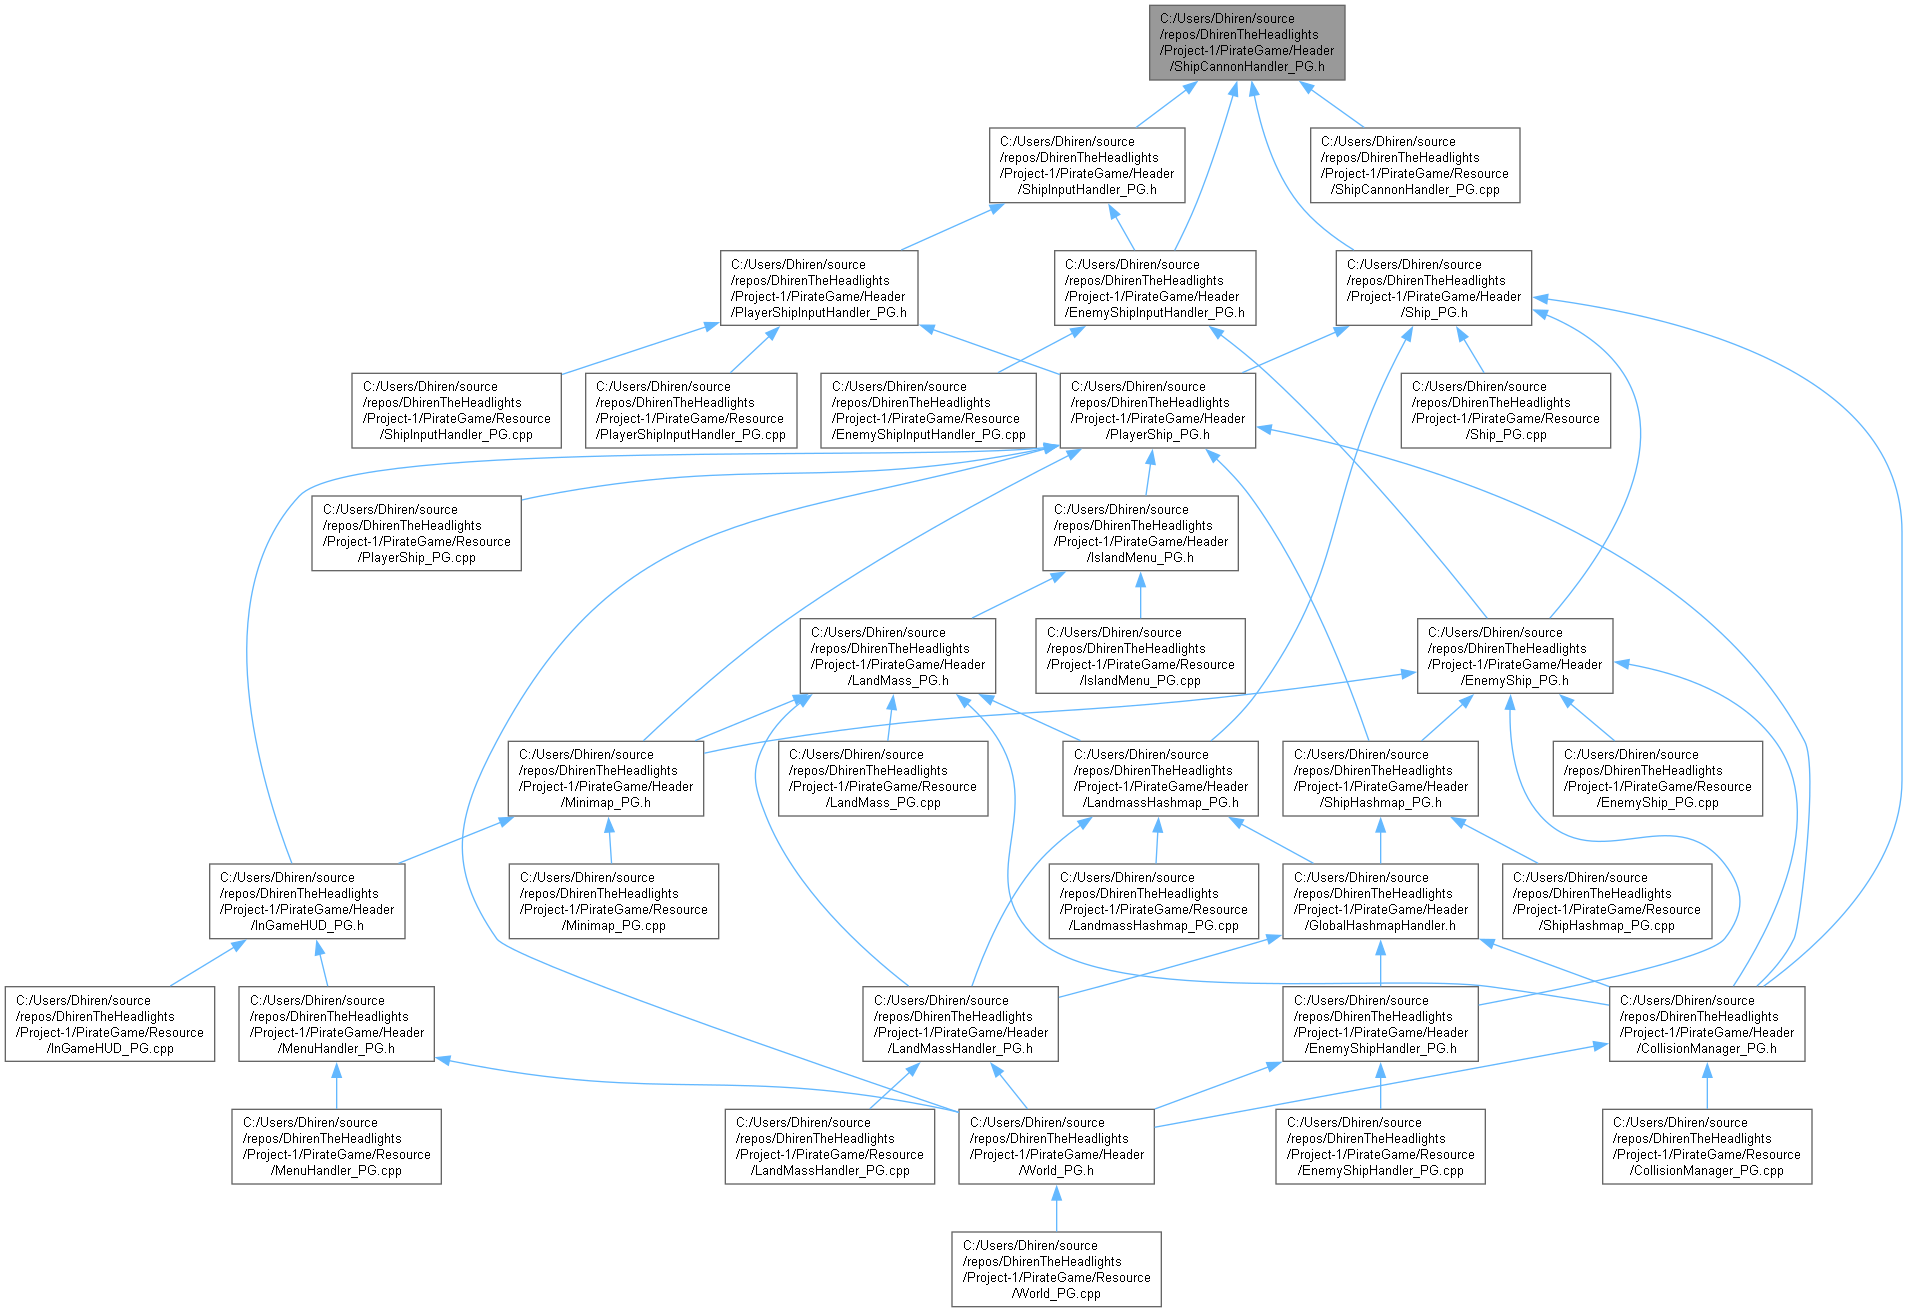 C:/Users/Dhiren/source
/repos/DhirenTheHeadlights
/Project-1/PirateGame/Header
/ShipCannonHandler_PG.h
C:/Users/Dhiren/source
/repos/DhirenTheHeadlights
/Project-1/PirateGame/Header
/ShipInputHandler_PG.h
C:/Users/Dhiren/source
/repos/DhirenTheHeadlights
/Project-1/PirateGame/Resource
/ShipCannonHandler_PG.cpp
C:/Users/Dhiren/source
/repos/DhirenTheHeadlights
/Project-1/PirateGame/Header
/PlayerShipInputHandler_PG.h
C:/Users/Dhiren/source
/repos/DhirenTheHeadlights
/Project-1/PirateGame/Header
/EnemyShipInputHandler_PG.h
C:/Users/Dhiren/source
/repos/DhirenTheHeadlights
/Project-1/PirateGame/Header
/Ship_PG.h
C:/Users/Dhiren/source
/repos/DhirenTheHeadlights
/Project-1/PirateGame/Resource
/ShipInputHandler_PG.cpp
C:/Users/Dhiren/source
/repos/DhirenTheHeadlights
/Project-1/PirateGame/Resource
/PlayerShipInputHandler_PG.cpp
C:/Users/Dhiren/source
/repos/DhirenTheHeadlights
/Project-1/PirateGame/Resource
/EnemyShipInputHandler_PG.cpp
C:/Users/Dhiren/source
/repos/DhirenTheHeadlights
/Project-1/PirateGame/Header
/PlayerShip_PG.h
C:/Users/Dhiren/source
/repos/DhirenTheHeadlights
/Project-1/PirateGame/Resource
/Ship_PG.cpp
C:/Users/Dhiren/source
/repos/DhirenTheHeadlights
/Project-1/PirateGame/Resource
/PlayerShip_PG.cpp
C:/Users/Dhiren/source
/repos/DhirenTheHeadlights
/Project-1/PirateGame/Header
/IslandMenu_PG.h
C:/Users/Dhiren/source
/repos/DhirenTheHeadlights
/Project-1/PirateGame/Header
/LandMass_PG.h
C:/Users/Dhiren/source
/repos/DhirenTheHeadlights
/Project-1/PirateGame/Resource
/IslandMenu_PG.cpp
C:/Users/Dhiren/source
/repos/DhirenTheHeadlights
/Project-1/PirateGame/Header
/EnemyShip_PG.h
C:/Users/Dhiren/source
/repos/DhirenTheHeadlights
/Project-1/PirateGame/Header
/Minimap_PG.h
C:/Users/Dhiren/source
/repos/DhirenTheHeadlights
/Project-1/PirateGame/Resource
/LandMass_PG.cpp
C:/Users/Dhiren/source
/repos/DhirenTheHeadlights
/Project-1/PirateGame/Header
/LandmassHashmap_PG.h
C:/Users/Dhiren/source
/repos/DhirenTheHeadlights
/Project-1/PirateGame/Header
/ShipHashmap_PG.h
C:/Users/Dhiren/source
/repos/DhirenTheHeadlights
/Project-1/PirateGame/Resource
/EnemyShip_PG.cpp
C:/Users/Dhiren/source
/repos/DhirenTheHeadlights
/Project-1/PirateGame/Header
/InGameHUD_PG.h
C:/Users/Dhiren/source
/repos/DhirenTheHeadlights
/Project-1/PirateGame/Resource
/Minimap_PG.cpp
C:/Users/Dhiren/source
/repos/DhirenTheHeadlights
/Project-1/PirateGame/Resource
/LandmassHashmap_PG.cpp
C:/Users/Dhiren/source
/repos/DhirenTheHeadlights
/Project-1/PirateGame/Header
/GlobalHashmapHandler.h
C:/Users/Dhiren/source
/repos/DhirenTheHeadlights
/Project-1/PirateGame/Resource
/ShipHashmap_PG.cpp
C:/Users/Dhiren/source
/repos/DhirenTheHeadlights
/Project-1/PirateGame/Resource
/InGameHUD_PG.cpp
C:/Users/Dhiren/source
/repos/DhirenTheHeadlights
/Project-1/PirateGame/Header
/MenuHandler_PG.h
C:/Users/Dhiren/source
/repos/DhirenTheHeadlights
/Project-1/PirateGame/Header
/LandMassHandler_PG.h
C:/Users/Dhiren/source
/repos/DhirenTheHeadlights
/Project-1/PirateGame/Header
/EnemyShipHandler_PG.h
C:/Users/Dhiren/source
/repos/DhirenTheHeadlights
/Project-1/PirateGame/Header
/CollisionManager_PG.h
C:/Users/Dhiren/source
/repos/DhirenTheHeadlights
/Project-1/PirateGame/Resource
/MenuHandler_PG.cpp
C:/Users/Dhiren/source
/repos/DhirenTheHeadlights
/Project-1/PirateGame/Resource
/LandMassHandler_PG.cpp
C:/Users/Dhiren/source
/repos/DhirenTheHeadlights
/Project-1/PirateGame/Header
/World_PG.h
C:/Users/Dhiren/source
/repos/DhirenTheHeadlights
/Project-1/PirateGame/Resource
/EnemyShipHandler_PG.cpp
C:/Users/Dhiren/source
/repos/DhirenTheHeadlights
/Project-1/PirateGame/Resource
/CollisionManager_PG.cpp
C:/Users/Dhiren/source
/repos/DhirenTheHeadlights
/Project-1/PirateGame/Resource
/World_PG.cpp